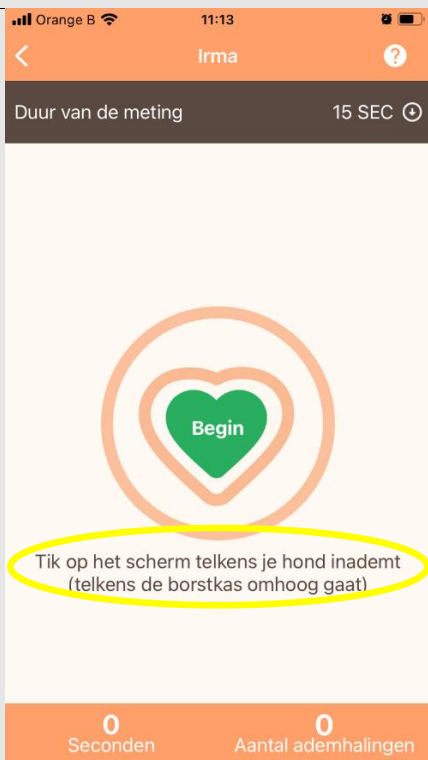 Orange B 11:13
Irma ?
Duur van de meting 15 SEC
Begin
Tik op het scherm telkens je hond inademt
(telkens de borstkas omhoog gaat)
0 0
Seconden Aantal ademhalingen